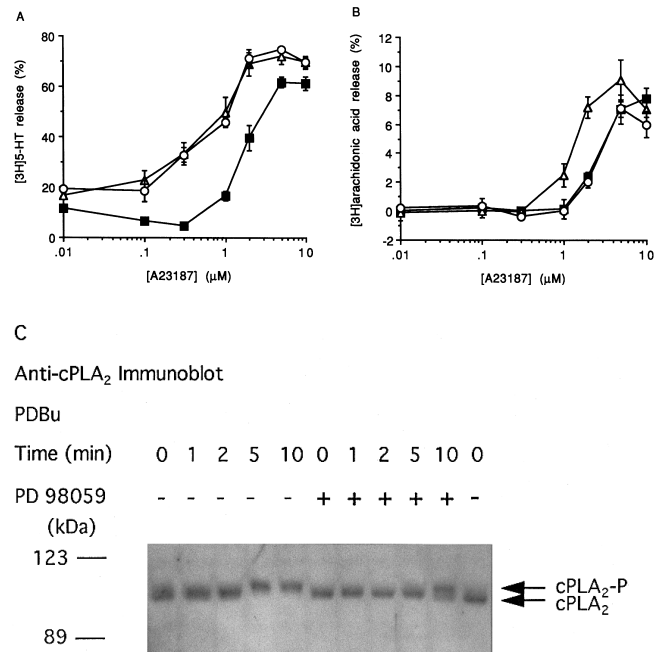 A
[3H]5-HT release (%)
80
60
40
20
0
.01
.1
1
10
[A23187] (µM)
B
[3H]arachidonic acid release (%)
12
10
8
6
4
2
0
-2
.01
.1
1
10
[A23187] (µM)
C
Anti-cPLA₂ Immunoblot
PDBu
Time (min) 0 1 2 5 10 0 1 2 5 10 0
PD 98059 - - - - - + + + + + -
(kDa)
123
89
cPLA₂-P
cPLA₂